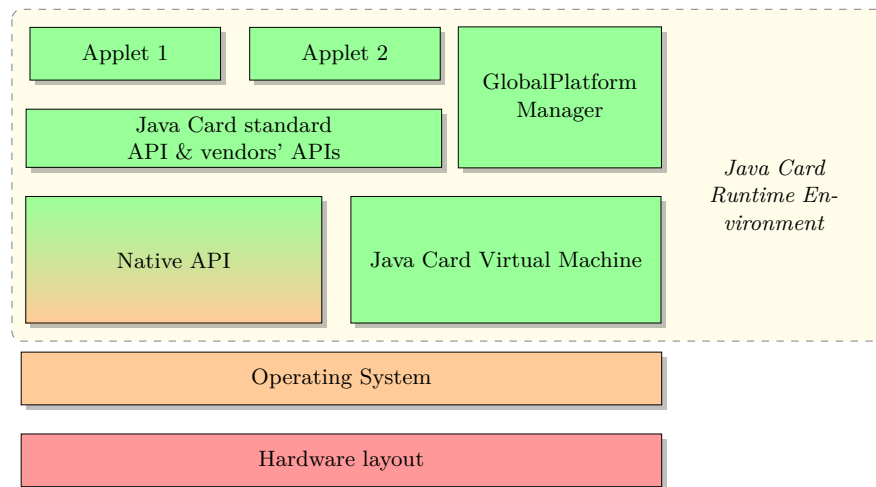 Applet 1
Applet 2
GlobalPlatform
Manager
Java Card standard
API & vendors' APIs
Java Card
Runtime En-
vironment
Native API
Java Card Virtual Machine
Operating System
Hardware layout